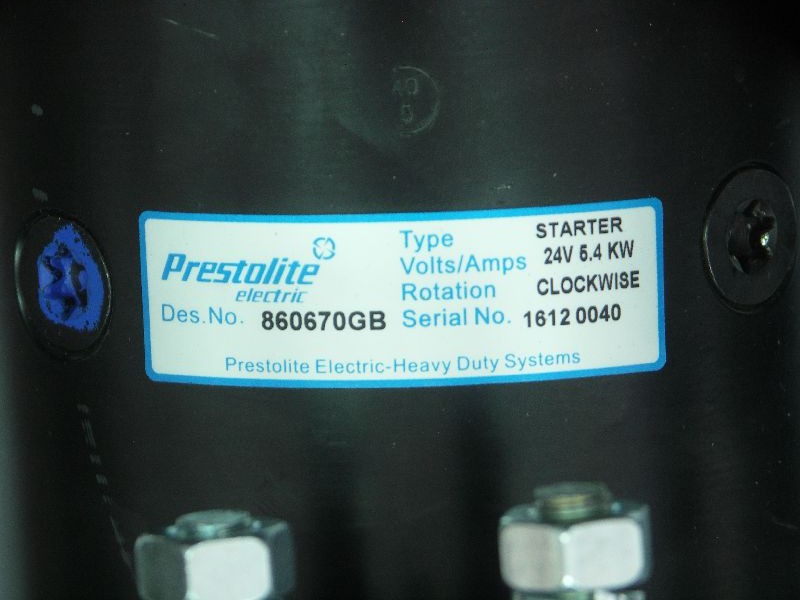 Prestolite
electric
Type STARTER
Volts/Amps 24V 5.4 KW
Rotation CLOCKWISE
Des.No. 860670GB Serial No. 1612 0040
Prestolite Electric-Heavy Duty Systems